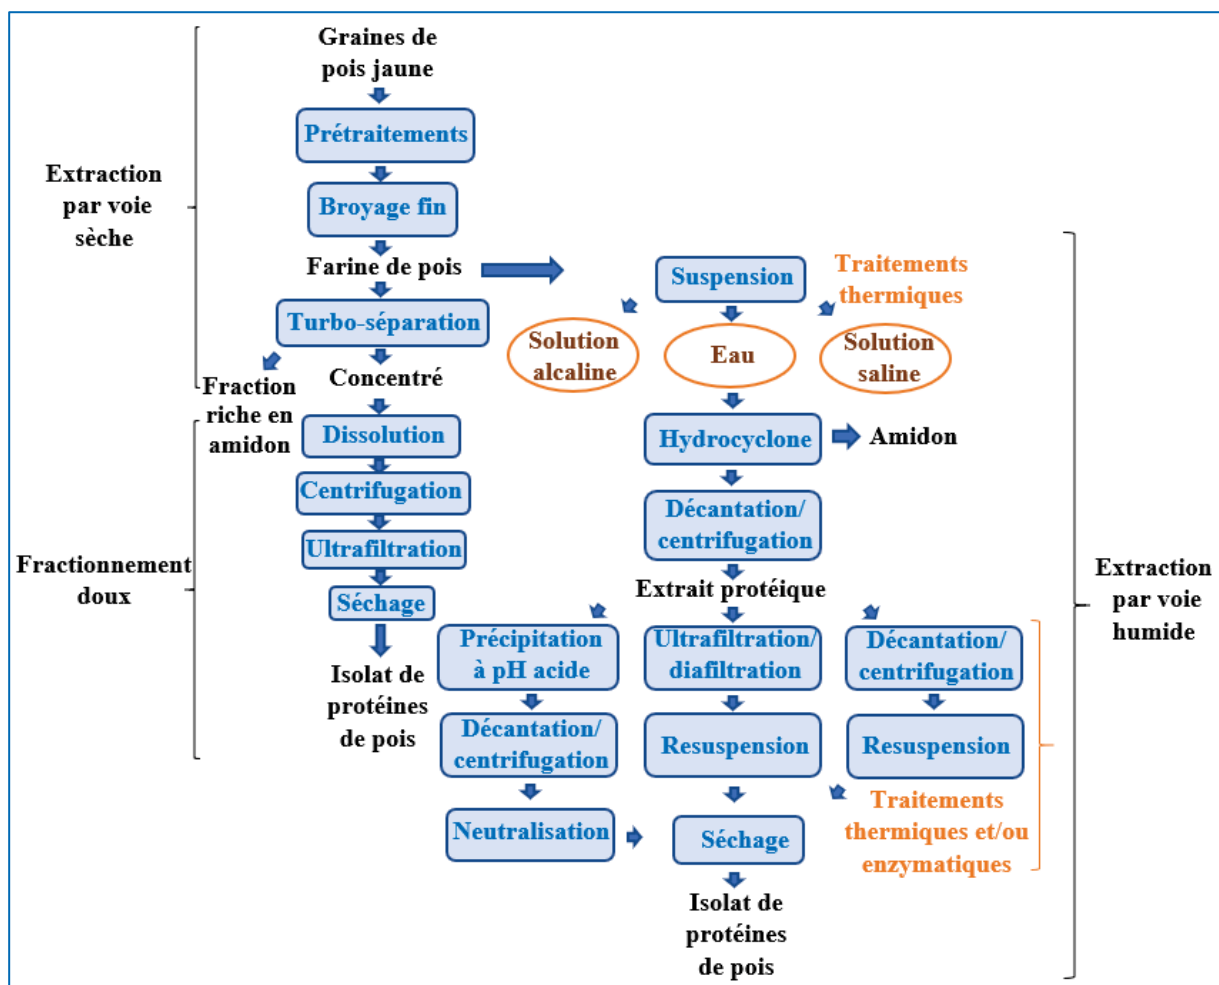 Graines de
pois jaune
Prétraitements
Extraction
par voie
sèche
Broyage fin
Farine de pois
Turbo-séparation
Fraction
riche en
amidon
Concentré
Dissolution
Centrifugation
Ultrafiltration
Séchage
Fractionnement
doux
Isolat de
protéines
de pois
Suspension
Traitements
thermiques
Solution
alcaline
Eau
Solution
saline
Hydrocyclone
Amidon
Décantation/
centrifugation
Extrait protéique
Extraction
par voie
humide
Précipitation
à pH acide
Ultrafiltration/
diafiltration
Décantation/
centrifugation
Décantation/
centrifugation
Resuspension
Resuspension
Neutralisation
Séchage
Traitements
thermiques et/ou
enzymatiques
Isolat de
protéines
de pois